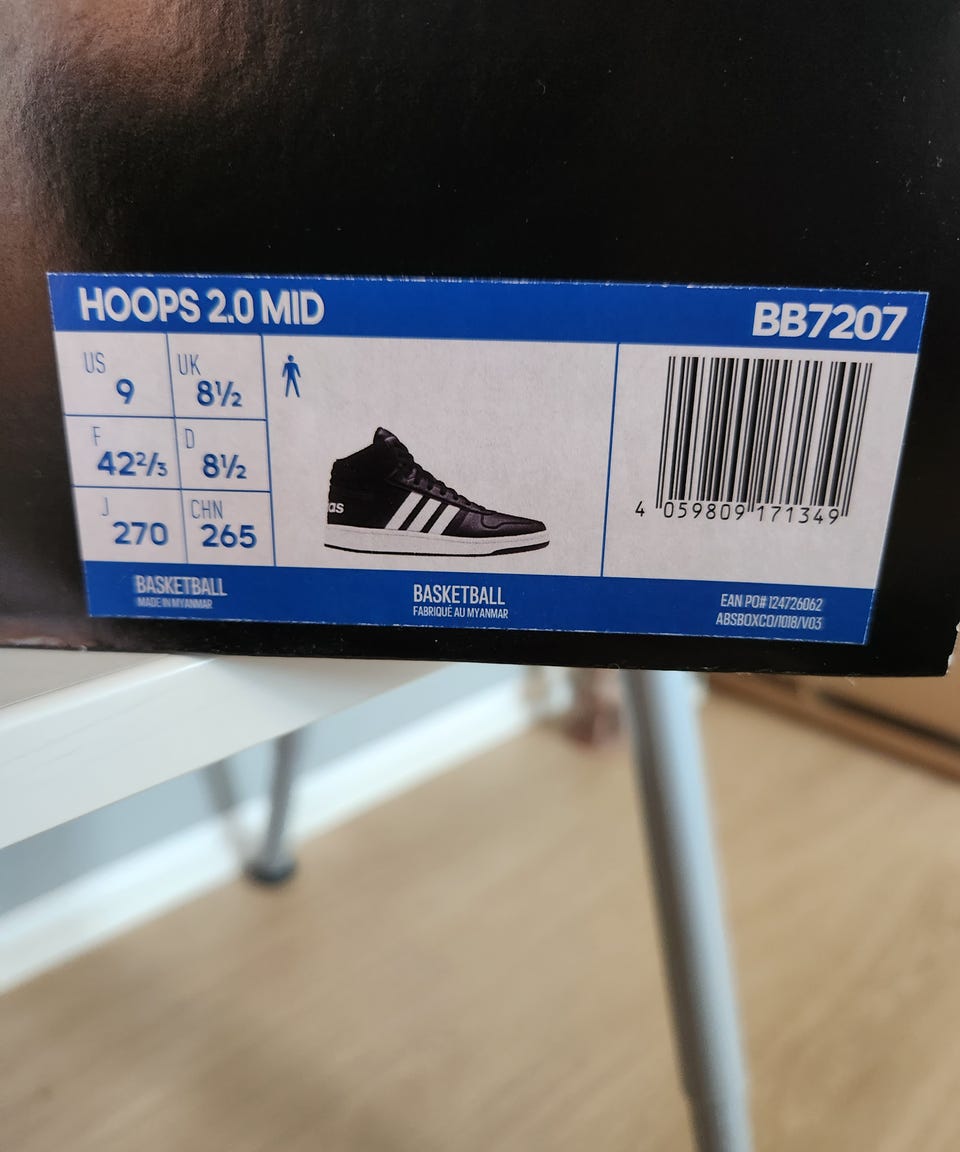 HOOPS 2.0 MID
BB7207
US
9
UK
8½
F
42⅔
D
8½
J
270
CHN
265
as
4 059809 171349
BASKETBALL
MADE IN MYANMAR
BASKETBALL
FABRIQUÉ AU MYANMAR
EAN PO# 124726062
ABSBOXCO/1018/V03